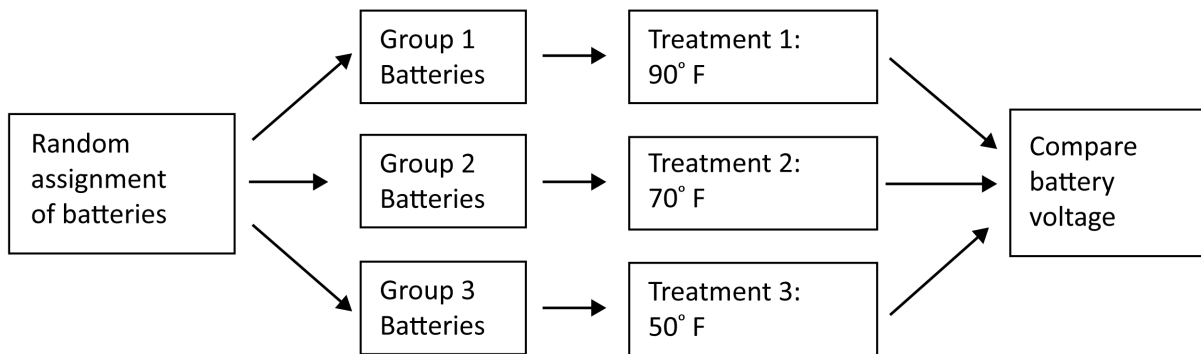 Random
assignment
of batteries
Group 1
Batteries
Treatment 1:
90° F
Group 2
Batteries
Treatment 2:
70° F
Group 3
Batteries
Treatment 3:
50° F
Compare
battery
voltage